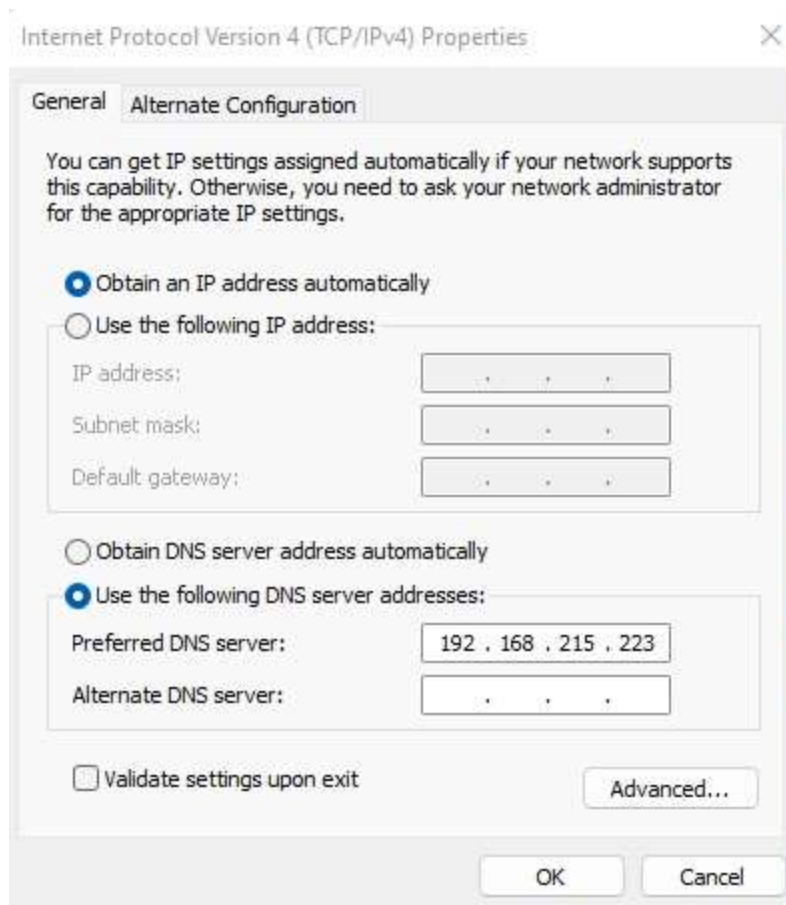 Internet Protocol Version 4 (TCP/IPv4) Properties
General
Alternate Configuration
You can get IP settings assigned automatically if your network supports
this capability. Otherwise, you need to ask your network administrator
for the appropriate IP settings.
Obtain an IP address automatically
Use the following IP address:
IP address: . . .
Subnet mask: . . .
Default gateway: . . .
Obtain DNS server address automatically
Use the following DNS server addresses:
Preferred DNS server: 192 . 168 . 215 . 223
Alternate DNS server: . . .
Validate settings upon exit
Advanced...
OK Cancel